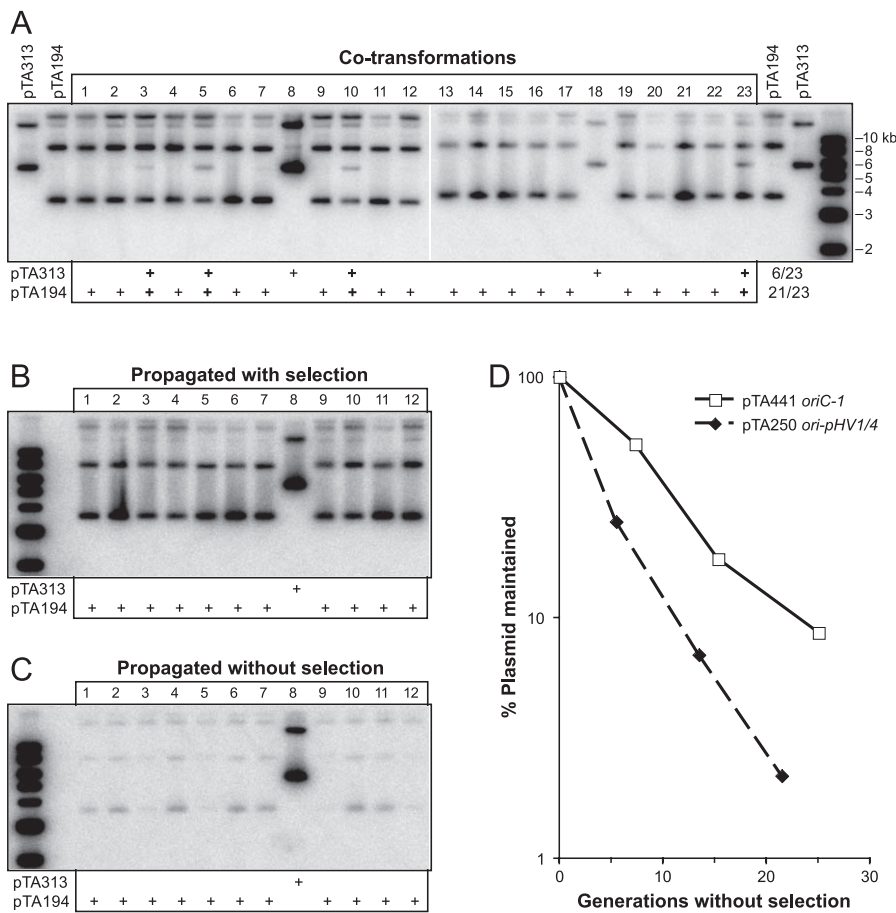 A
Co-transformations
pTA313 pTA194 1 2 3 4 5 6 7 8 9 10 11 12 13 14 15 16 17 18 19 20 21 22 23 pTA194 pTA313
–10 kb
–8
–6
–5
–4
–3
–2
pTA313 + + + + + + 6/23
pTA194 + + + + + + + + + + + + + + + + + + + + + 21/23
B
Propagated with selection
1 2 3 4 5 6 7 8 9 10 11 12
pTA313 +
pTA194 + + + + + + + + + + +
C
Propagated without selection
1 2 3 4 5 6 7 8 9 10 11 12
pTA313 +
pTA194 + + + + + + + + + + +
D
100
10
1
% Plasmid maintained
pTA441 oriC-1
pTA250 ori-pHV1/4
0 10 20 30
Generations without selection